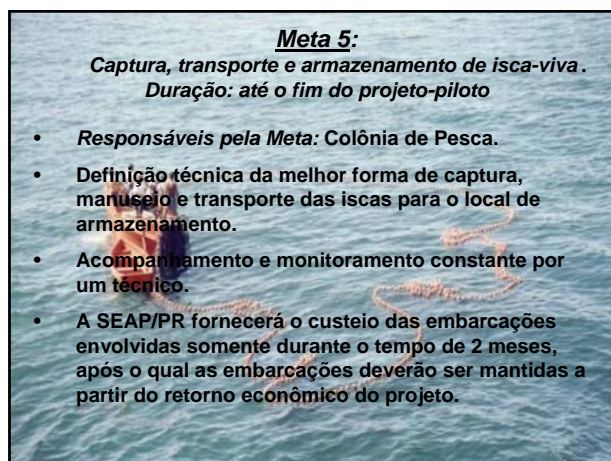 Meta 5:
Captura, transporte e armazenamento de isca-viva.
Duração: até o fim do projeto-piloto
• Responsáveis pela Meta: Colônia de Pesca.
• Definição técnica da melhor forma de captura,
manuseio e transporte das iscas para o local de
armazenamento.
• Acompanhamento e monitoramento constante por
um técnico.
• A SEAP/PR fornecerá o custeio das embarcações
envolvidas somente durante o tempo de 2 meses,
após o qual as embarcações deverão ser mantidas a
partir do retorno econômico do projeto.